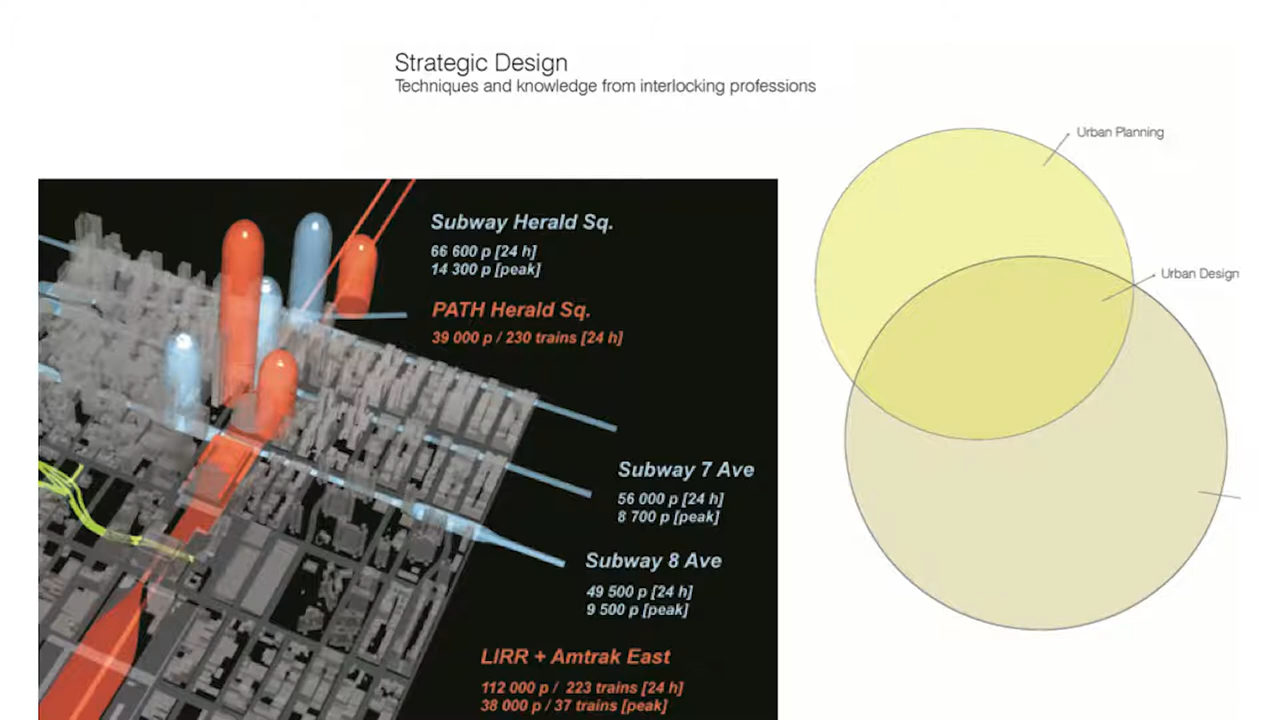 Strategic Design
Techniques and knowledge from interlocking professions
Urban Planning
Urban Design
Subway Herald Sq.
66 600 p [24 h]
14 300 p [peak]
PATH Herald Sq.
39 000 p / 230 trains [24 h]
Subway 7 Ave
56 000 p [24 h]
8 700 p [peak]
Subway 8 Ave
49 500 p [24 h]
9 500 p [peak]
LIRR + Amtrak East
112 000 p / 223 trains [24 h]
38 000 p / 37 trains [peak]